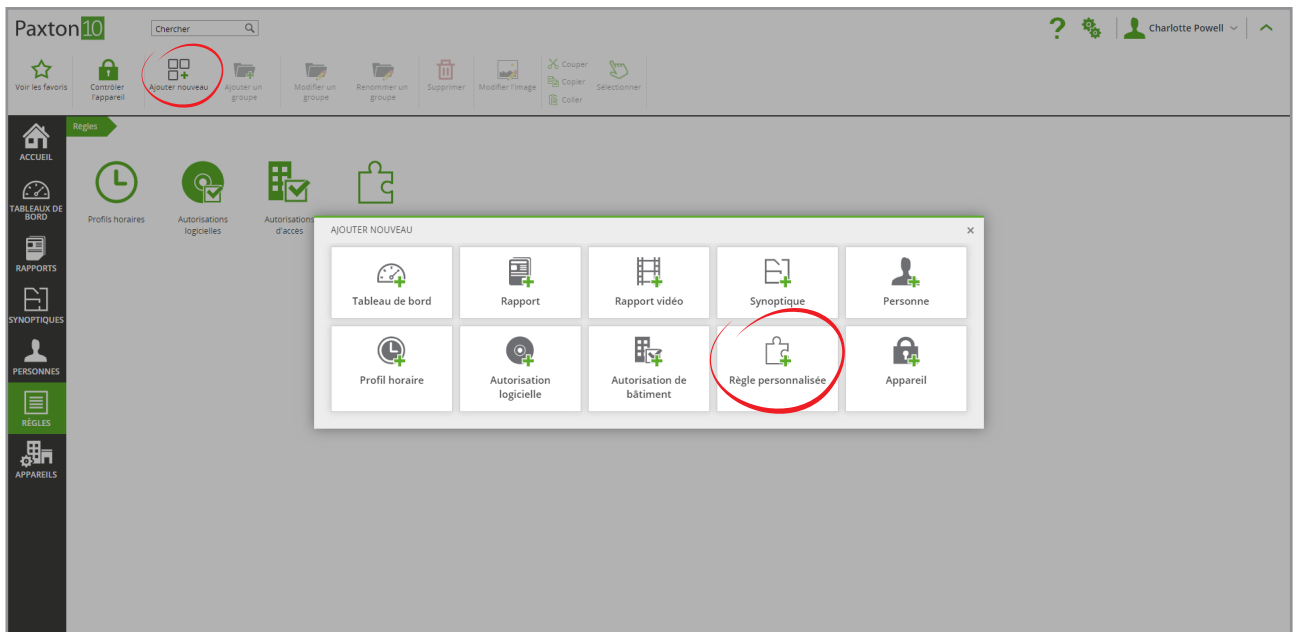 Paxton10
Chercher
Charlotte Powell
Voir les favoris
Contrôler
l'appareil
Ajouter nouveau
Ajouter un
groupe
Modifier un
groupe
Renommer un
groupe
Supprimer
Modifier l'image
Couper
Copier
Coller
Sélectionner
Règles
ACCUEIL
TABLEAUX DE
BORD
RAPPORTS
SYNOPTIQUES
PERSONNES
RÈGLES
APPAREILS
Profils horaires
Autorisations
logicielles
Autorisations
d'accès
AJOUTER NOUVEAU
Tableau de bord
Rapport
Rapport vidéo
Synoptique
Personne
Profil horaire
Autorisation
logicielle
Autorisation de
bâtiment
Règle personnalisée
Appareil